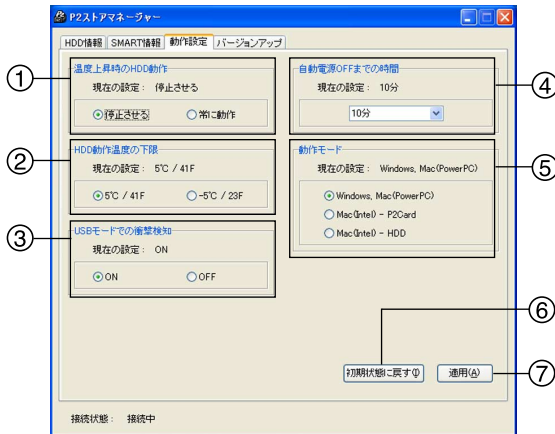 P2ストアマネージャー
HDD情報 SMART情報 動作設定 バージョンアップ
① 温度上昇時のHDD動作
現在の設定： 停止させる
停止させる 常に動作
② HDD動作温度の下限
現在の設定： 5℃ / 41F
5℃ / 41F -5℃ / 23F
③ USBモードでの衝撃検知
現在の設定： ON
ON OFF
自動電源OFFまでの時間 ④
現在の設定： 10分
10分
動作モード ⑤
現在の設定： Windows, Mac(PowerPC)
Windows, Mac(PowerPC)
Mac(Intel) - P2Card
Mac(Intel) - HDD
⑥
初期状態に戻す(I) 適用(A) ⑦
接続状態： 接続中